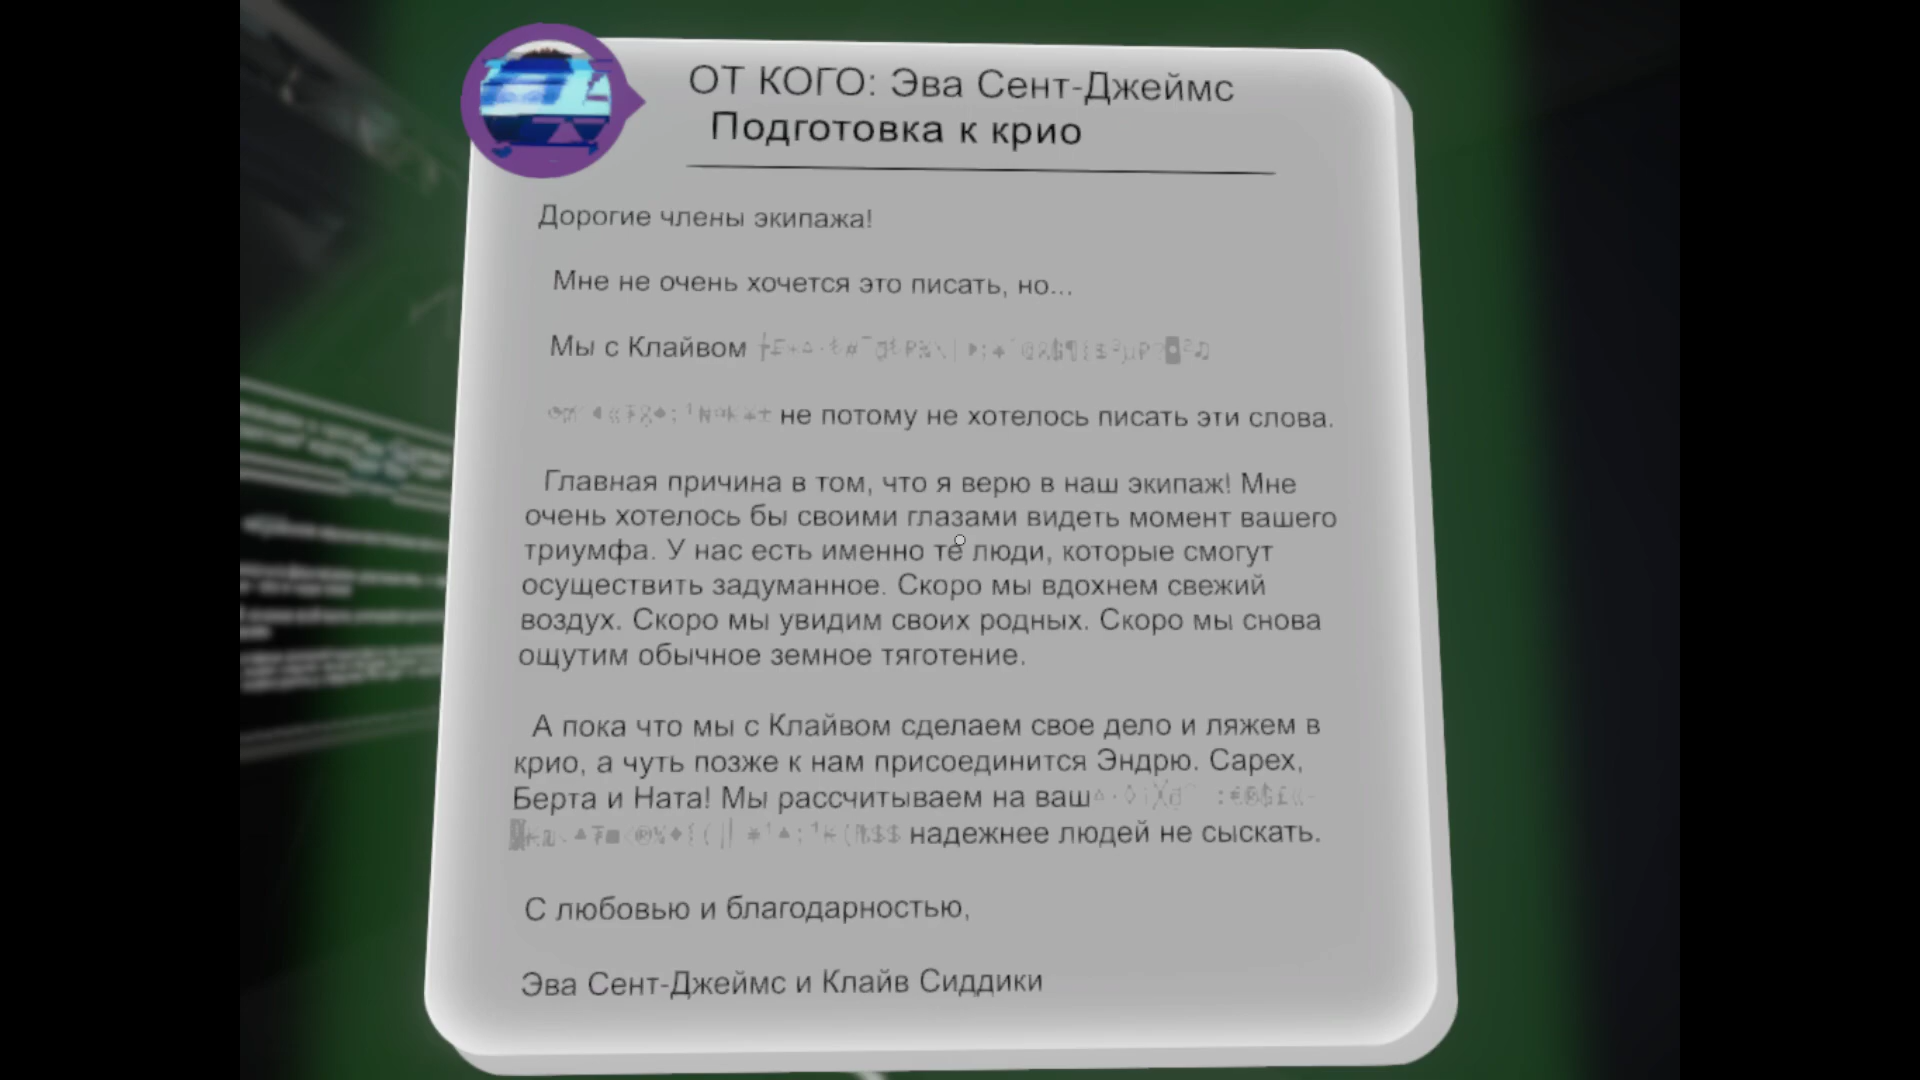 ОТ КОГО: Эва Сент-Джеймс
Подготовка к крио
Дорогие члены экипажа!
Мне не очень хочется это писать, но...
Мы с Клайвом
не потому не хотелось писать эти слова.
Главная причина в том, что я верю в наш экипаж! Мне
очень хотелось бы своими глазами видеть момент вашего
триумфа. У нас есть именно те люди, которые смогут
осуществить задуманное. Скоро мы вдохнем свежий
воздух. Скоро мы увидим своих родных. Скоро мы снова
ощутим обычное земное тяготение.
А пока что мы с Клайвом сделаем свое дело и ляжем в
крио, а чуть позже к нам присоединится Эндрю. Сарех,
Берта и Ната! Мы рассчитываем на ваш
надежнее людей не сыскать.
С любовью и благодарностью,
Эва Сент-Джеймс и Клайв Сиддики